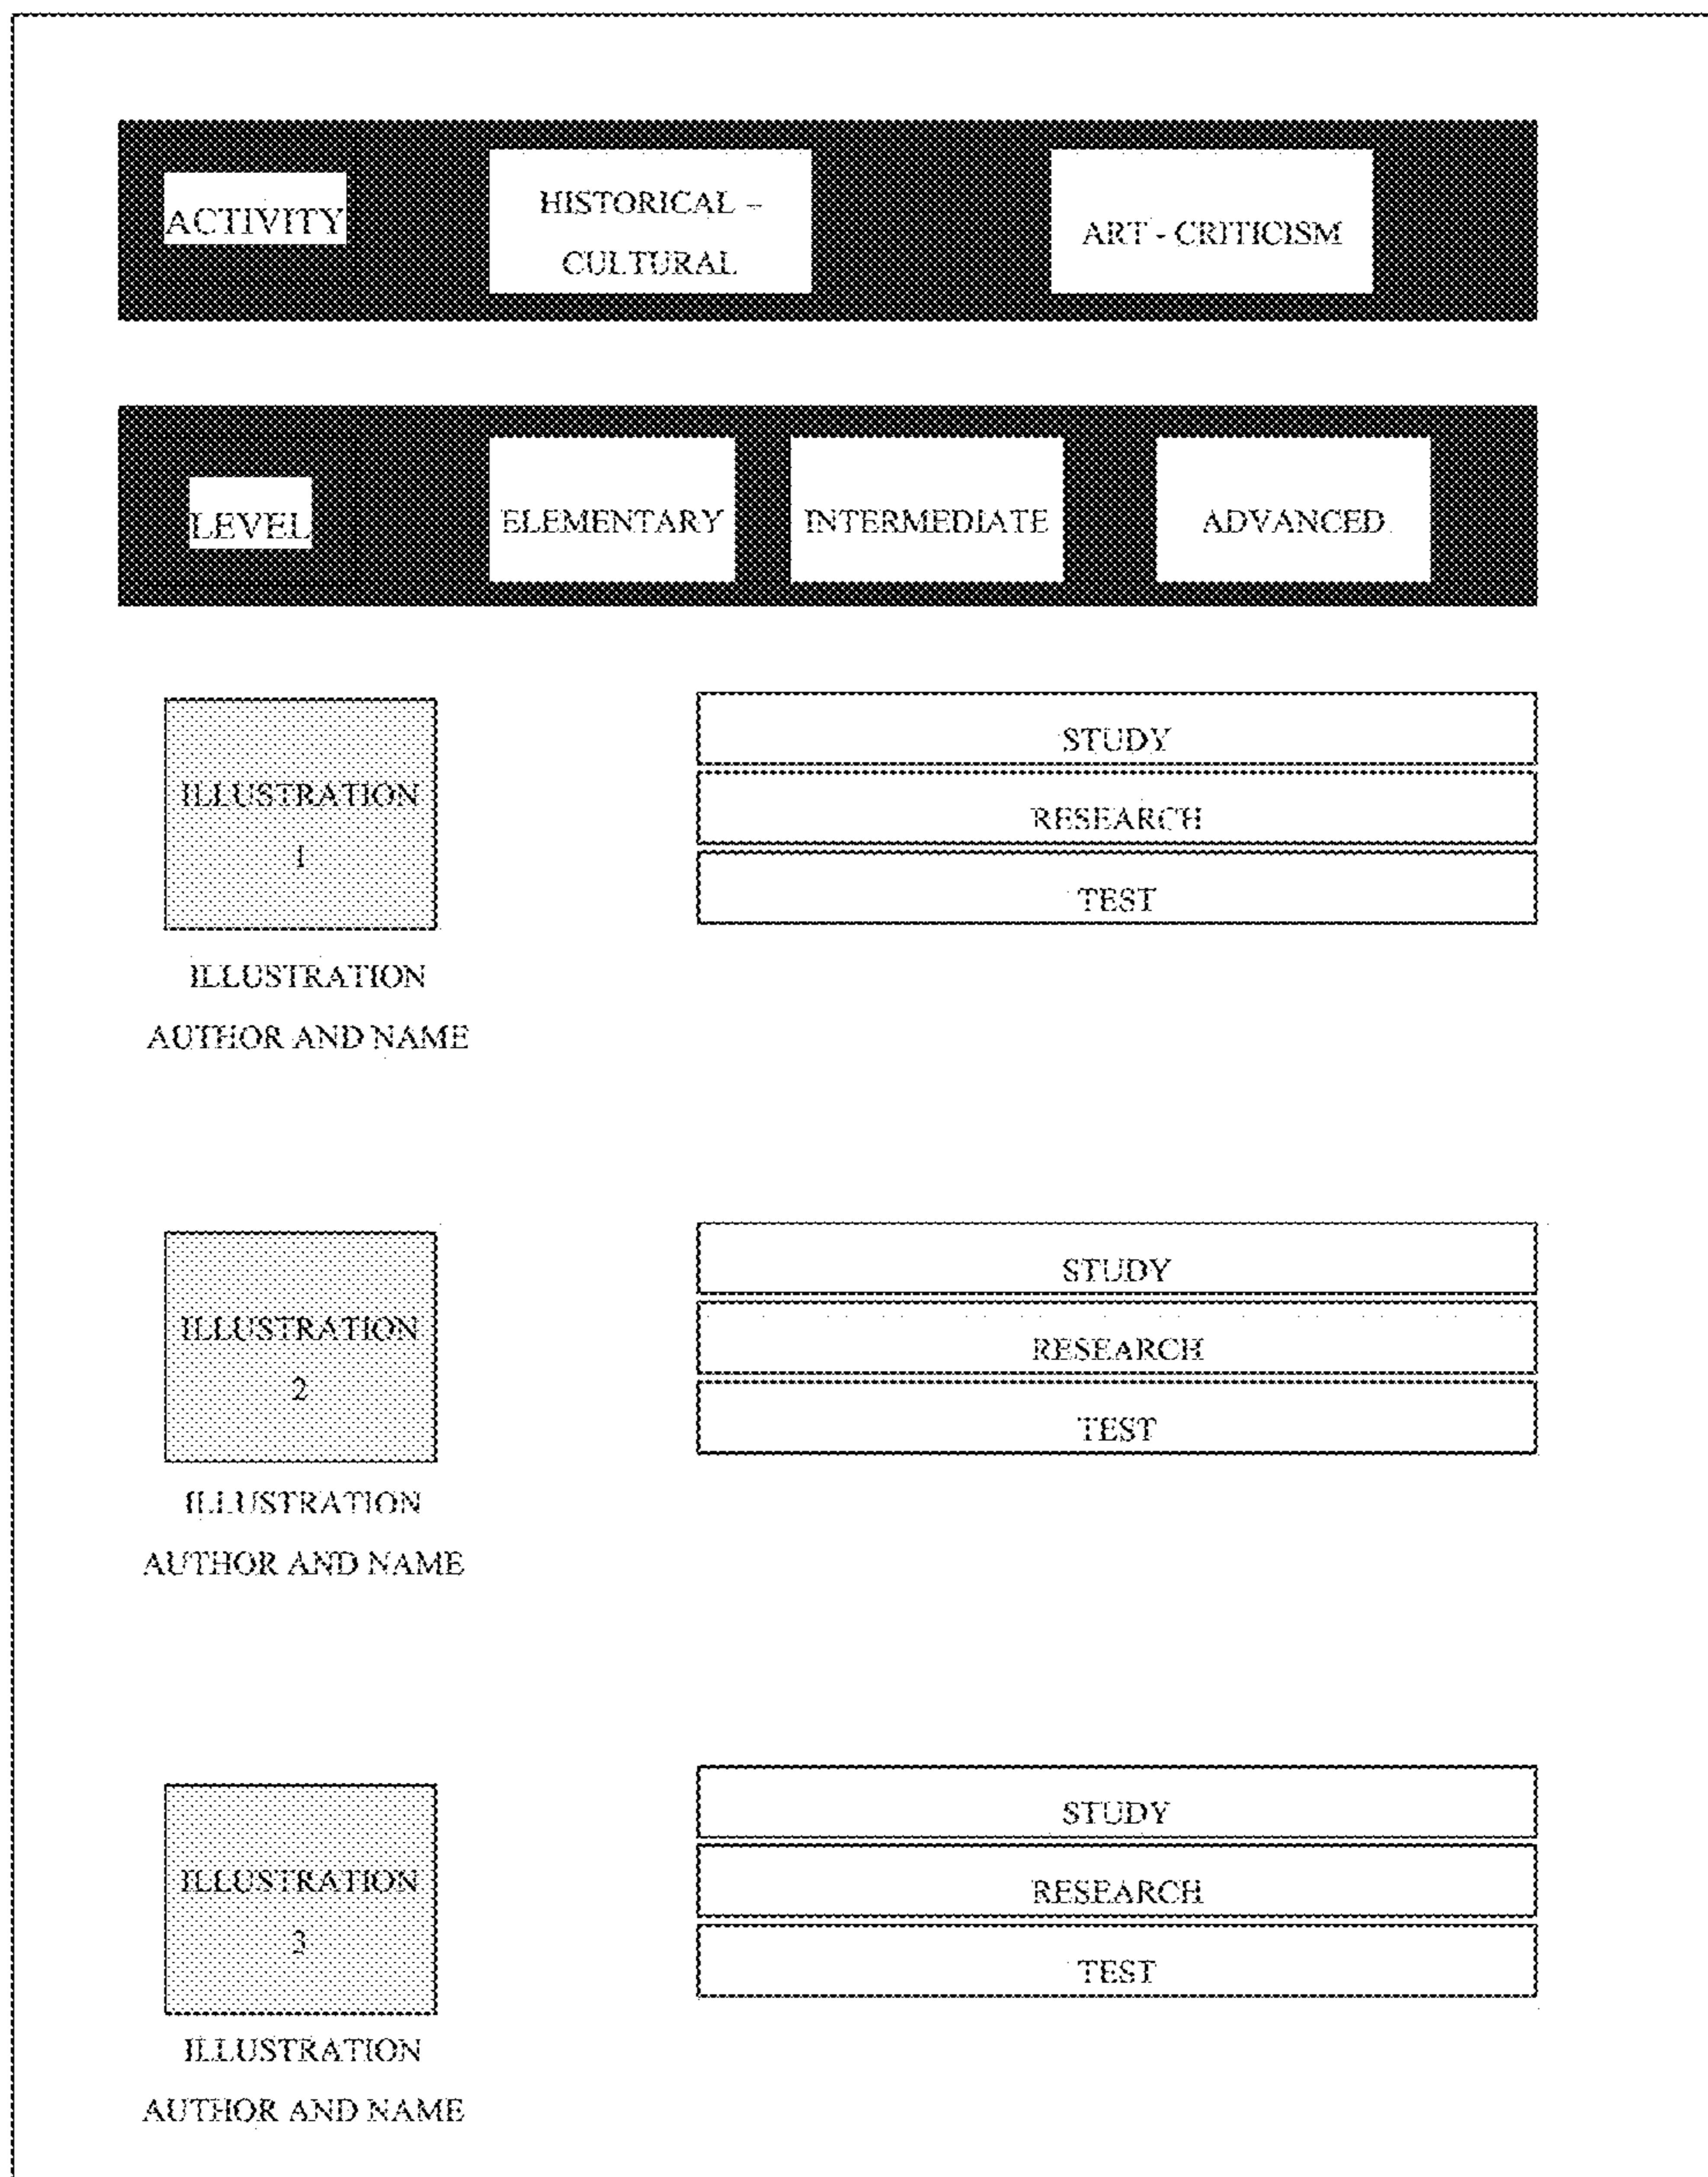 ACTIVITY
HISTORICAL –
CULTURAL
ART - CRITICISM
LEVEL
ELEMENTARY
INTERMEDIATE
ADVANCED
ILLUSTRATION
1
ILLUSTRATION
AUTHOR AND NAME
STUDY
RESEARCH
TEST
ILLUSTRATION
2
ILLUSTRATION
AUTHOR AND NAME
STUDY
RESEARCH
TEST
ILLUSTRATION
3
ILLUSTRATION
AUTHOR AND NAME
STUDY
RESEARCH
TEST